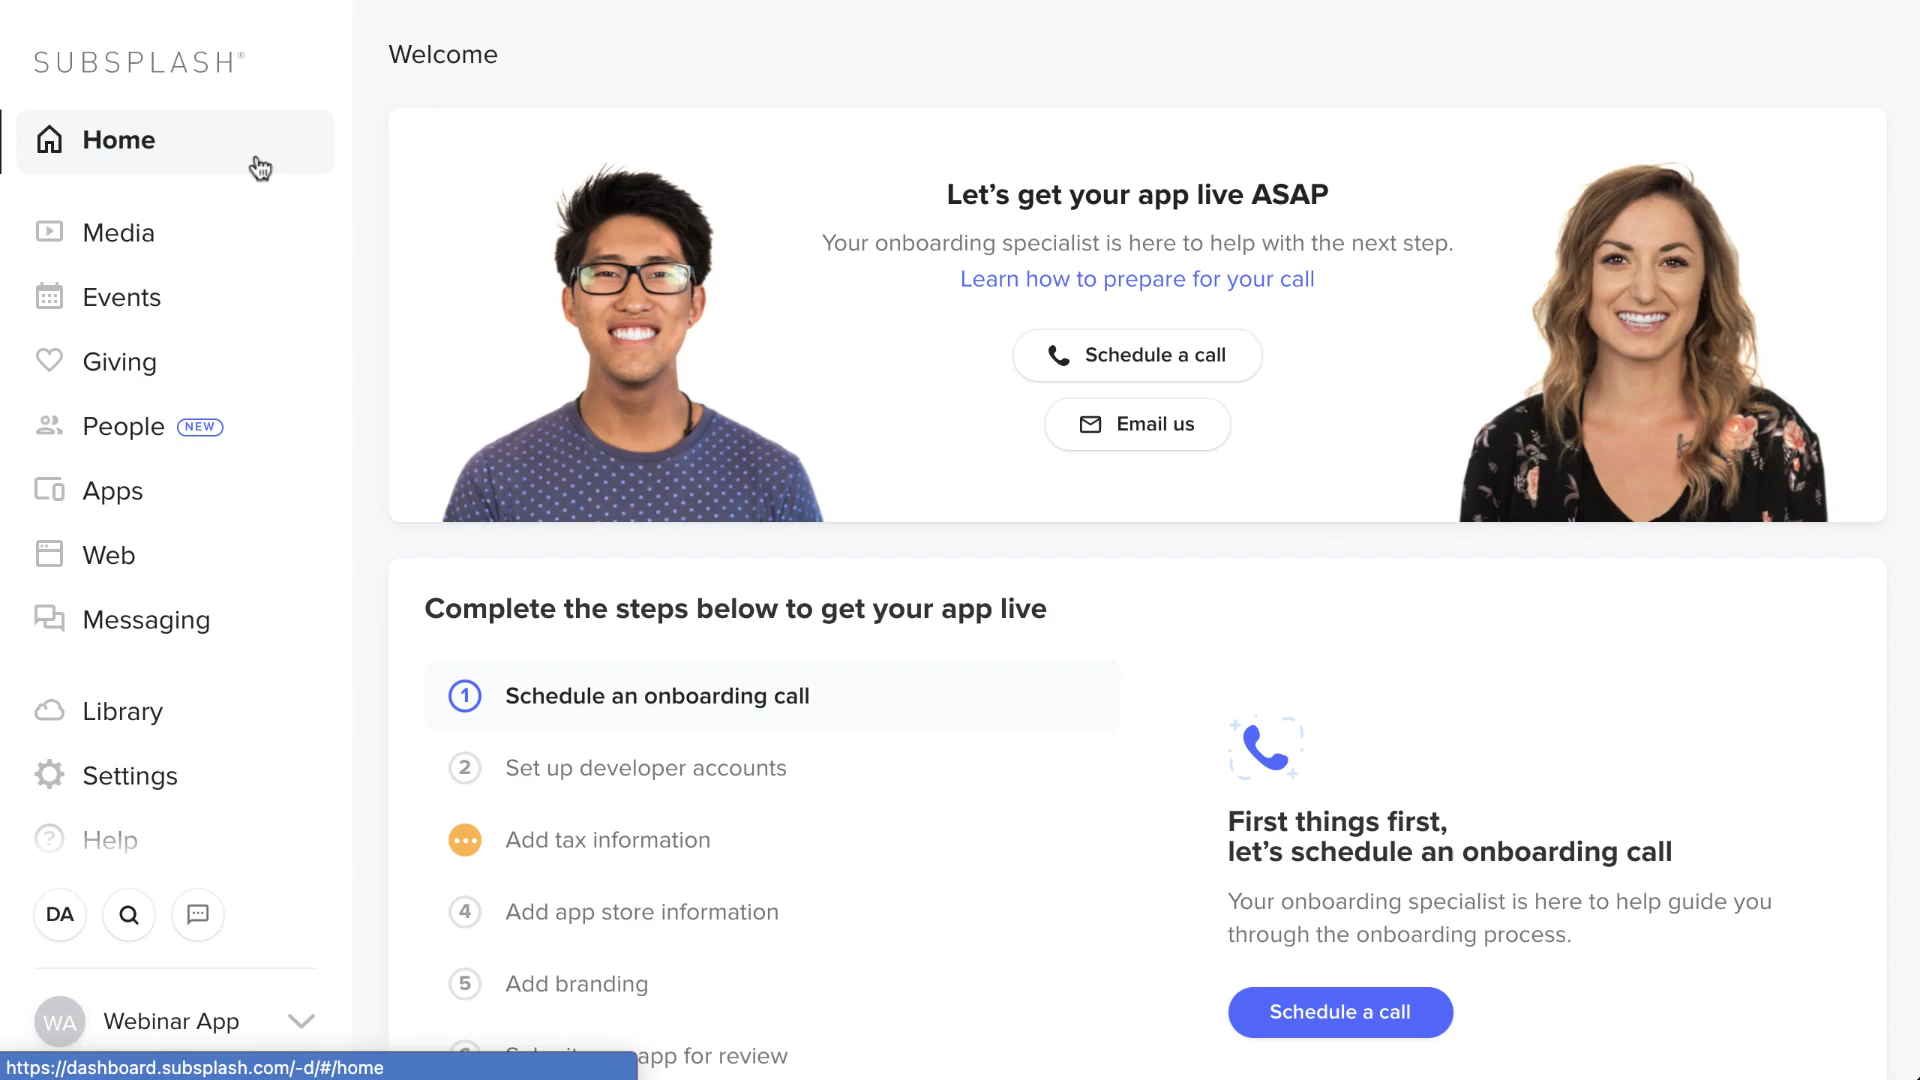 SUBSPLASH®
Home
Media
Events
Giving
People NEW
Apps
Web
Messaging
Library
Settings
? Help
DA
WA Webinar App
https://dashboard.subsplash.com/-d/#/home
Welcome
Let’s get your app live ASAP
Your onboarding specialist is here to help with the next step.
Learn how to prepare for your call
Schedule a call
Email us
Complete the steps below to get your app live
1 Schedule an onboarding call
2 Set up developer accounts
Add tax information
4 Add app store information
5 Add branding
app for review
First things first,
let’s schedule an onboarding call
Your onboarding specialist is here to help guide you
through the onboarding process.
Schedule a call